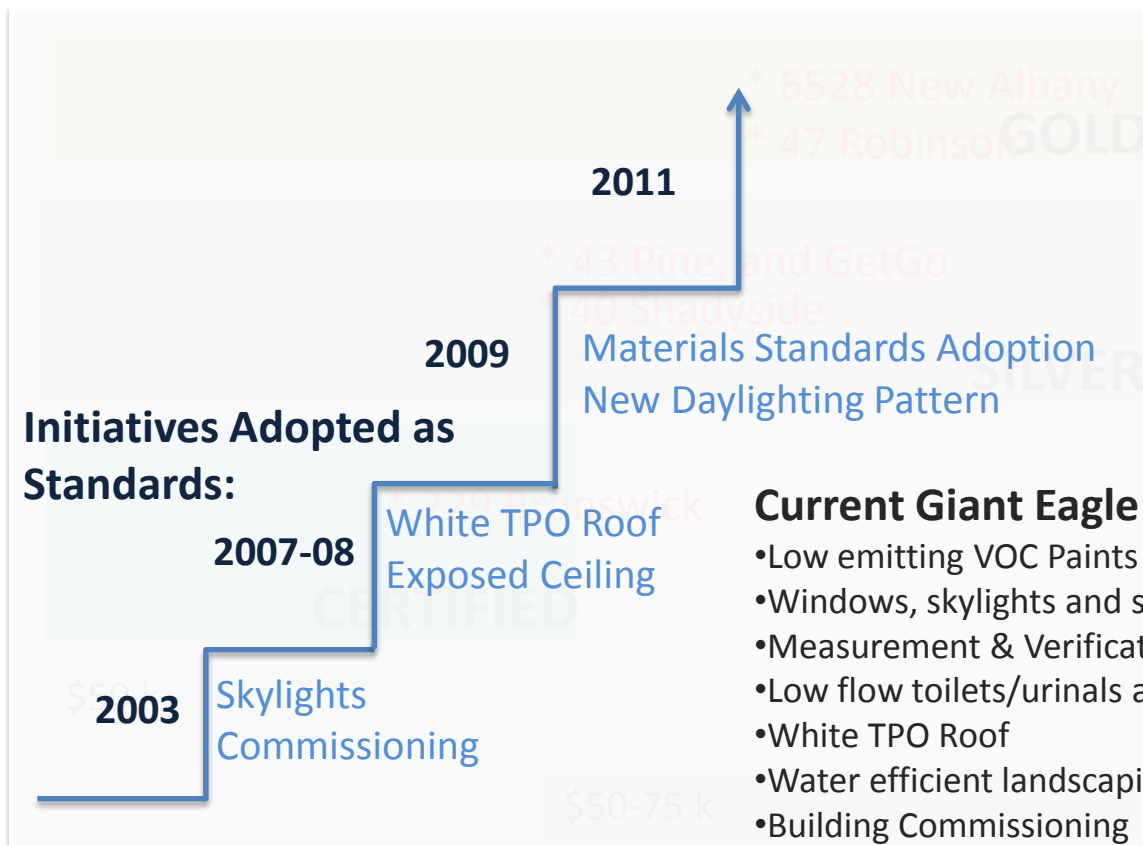 * 6528 New Albany
* 47 Robinson
GOLD
2011
* 43 Pine, and GetGo
* 40 Shadyside
2009
Materials Standards Adoption
New Daylighting Pattern
SILVER
Initiatives Adopted as
Standards:
Brunswick
2007-08
White TPO Roof
Exposed Ceiling
CERTIFIED
2003
Skylights
Commissioning
$50-75 k
Current Giant Eagle
•Low emitting VOC Paints
•Windows, skylights and s
•Measurement & Verificat
•Low flow toilets/urinals a
•White TPO Roof
•Water efficient landscapi
•Building Commissioning